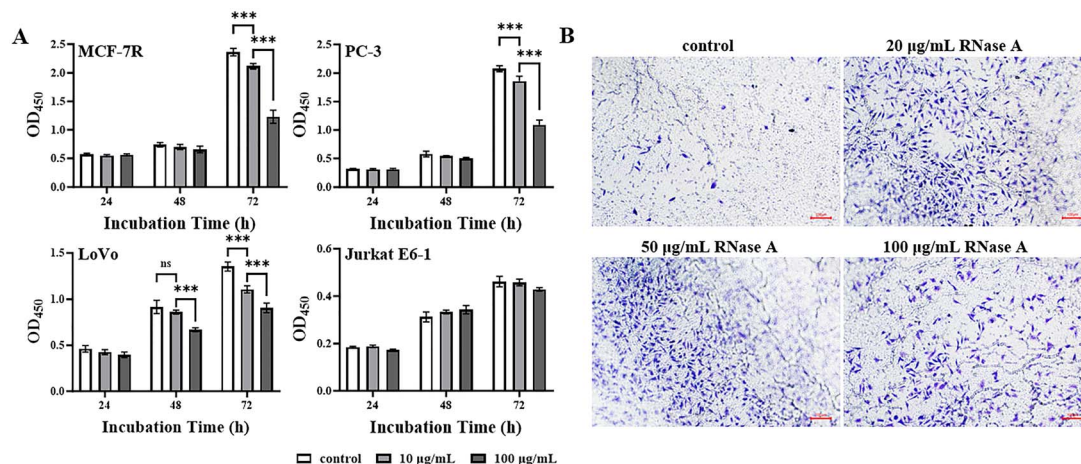 A
MCF-7R
OD450
2.5
2.0
1.5
1.0
0.5
0.0
***
***
24
48
72
Incubation Time (h)
PC-3
OD450
2.5
2.0
1.5
1.0
0.5
0.0
***
***
24
48
72
Incubation Time (h)
LoVo
OD450
1.5
1.0
0.5
0.0
ns
***
***
***
24
48
72
Incubation Time (h)
Jurkat E6-1
OD450
0.6
0.4
0.2
0.0
24
48
72
Incubation Time (h)
control 10 μg/mL 100 μg/mL
B
control
20 μg/mL RNase A
50 μg/mL RNase A
100 μg/mL RNase A